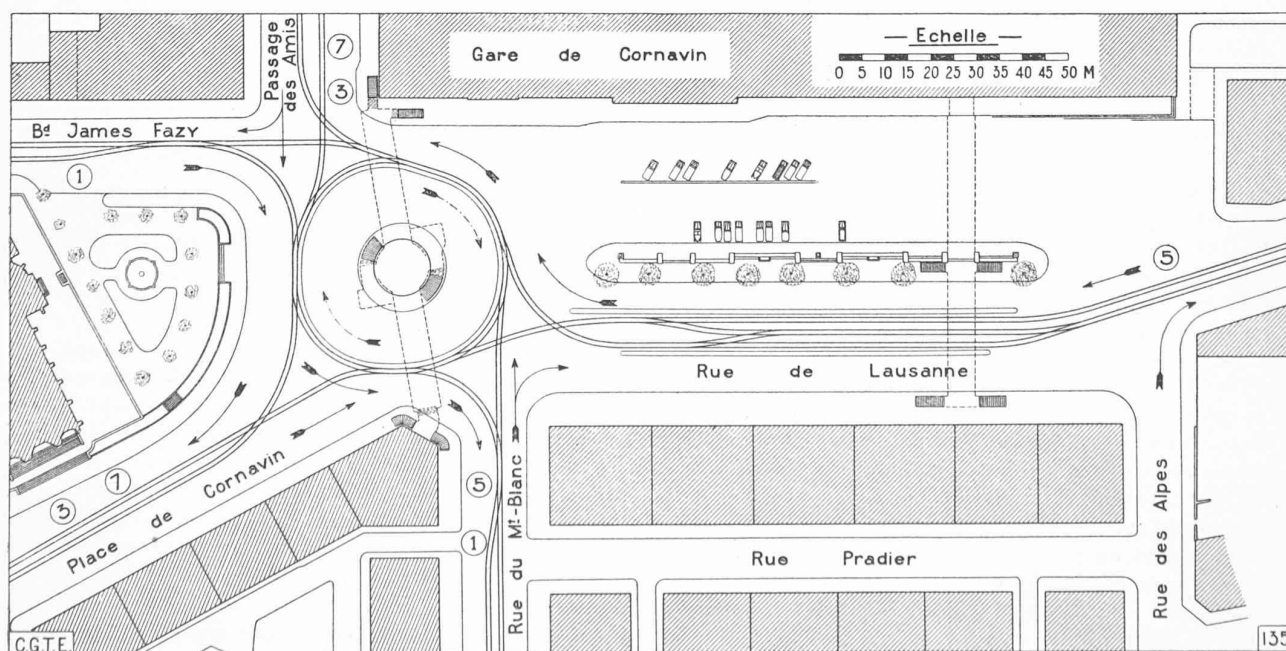 Passage
des Amis
7
3
Gare de Cornavin
Echelle
0 5 10 15 20 25 30 35 40 45 50 M
Bd James Fazy
1
5
Rue de Lausanne
7
3
Place de Cornavin
5
1
Rue du Mt-Blanc
Rue Pradier
Rue des Alpes
C.G.T.E.
135